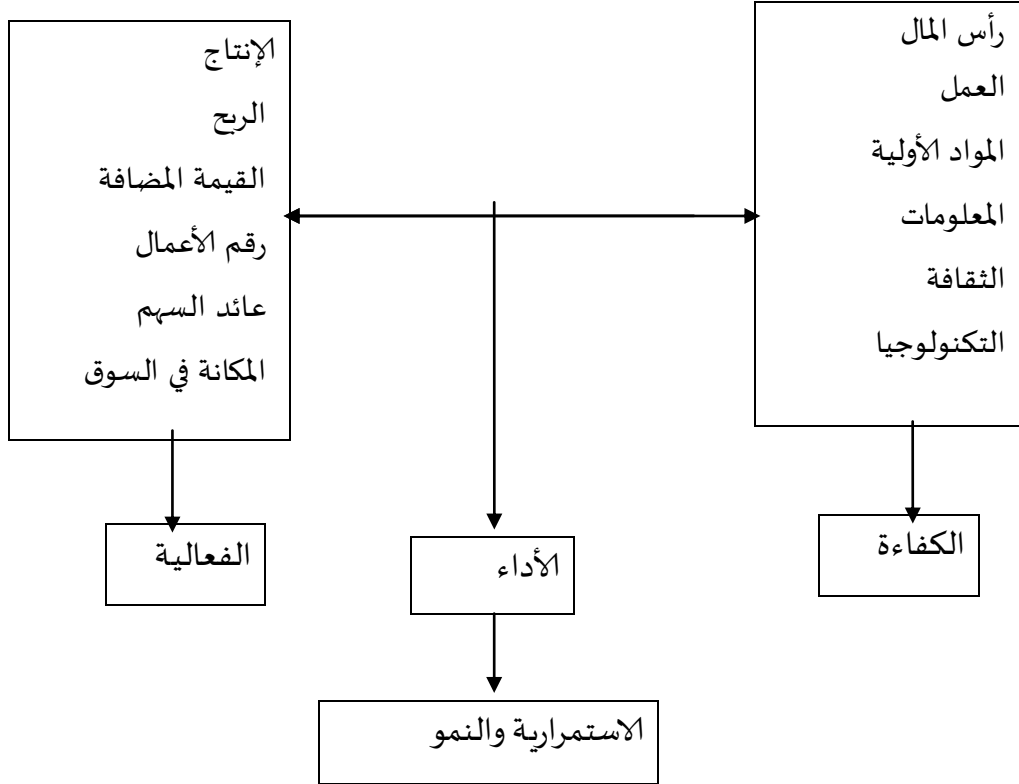 رأس المال
العمل
المواد الأولية
المعلومات
الثقافة
التكنولوجيا
الإنتاج
الربح
القيمة المضافة
رقم الأعمال
عائد السهم
المكانة في السوق
الكفاءة
الأداء
الفعالية
الاستمرارية والنمو